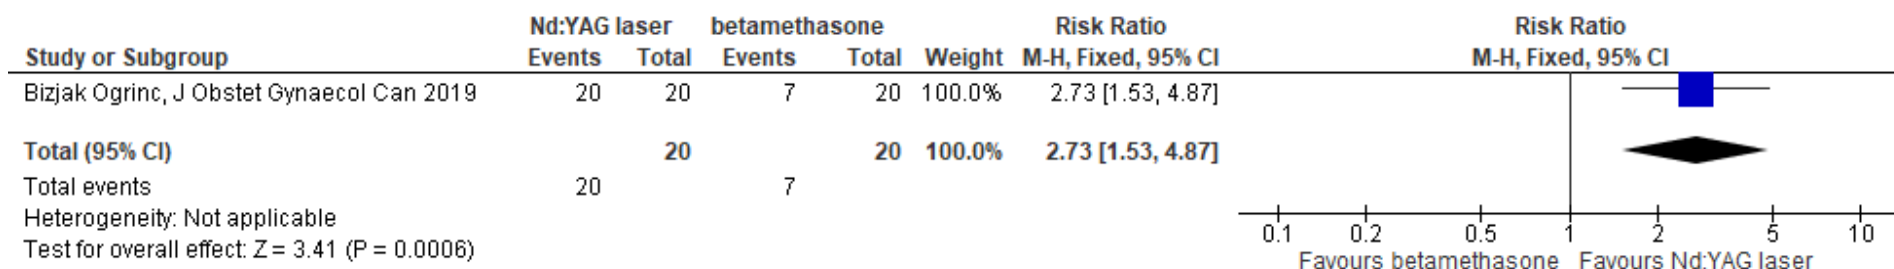 Nd:YAG laser betamethasone Risk Ratio Risk Ratio
Study or Subgroup Events Total Events Total Weight M-H, Fixed, 95% CI M-H, Fixed, 95% CI
Bizjak Ogrinc, J Obstet Gynaecol Can 2019 20 20 7 20 100.0% 2.73 [1.53, 4.87]
Total (95% CI) 20 20 100.0% 2.73 [1.53, 4.87]
Total events 20 7
Heterogeneity: Not applicable
Test for overall effect: Z = 3.41 (P = 0.0006)
0.1 0.2 0.5 1 2 5 10
Favours betamethasone Favours Nd:YAG laser